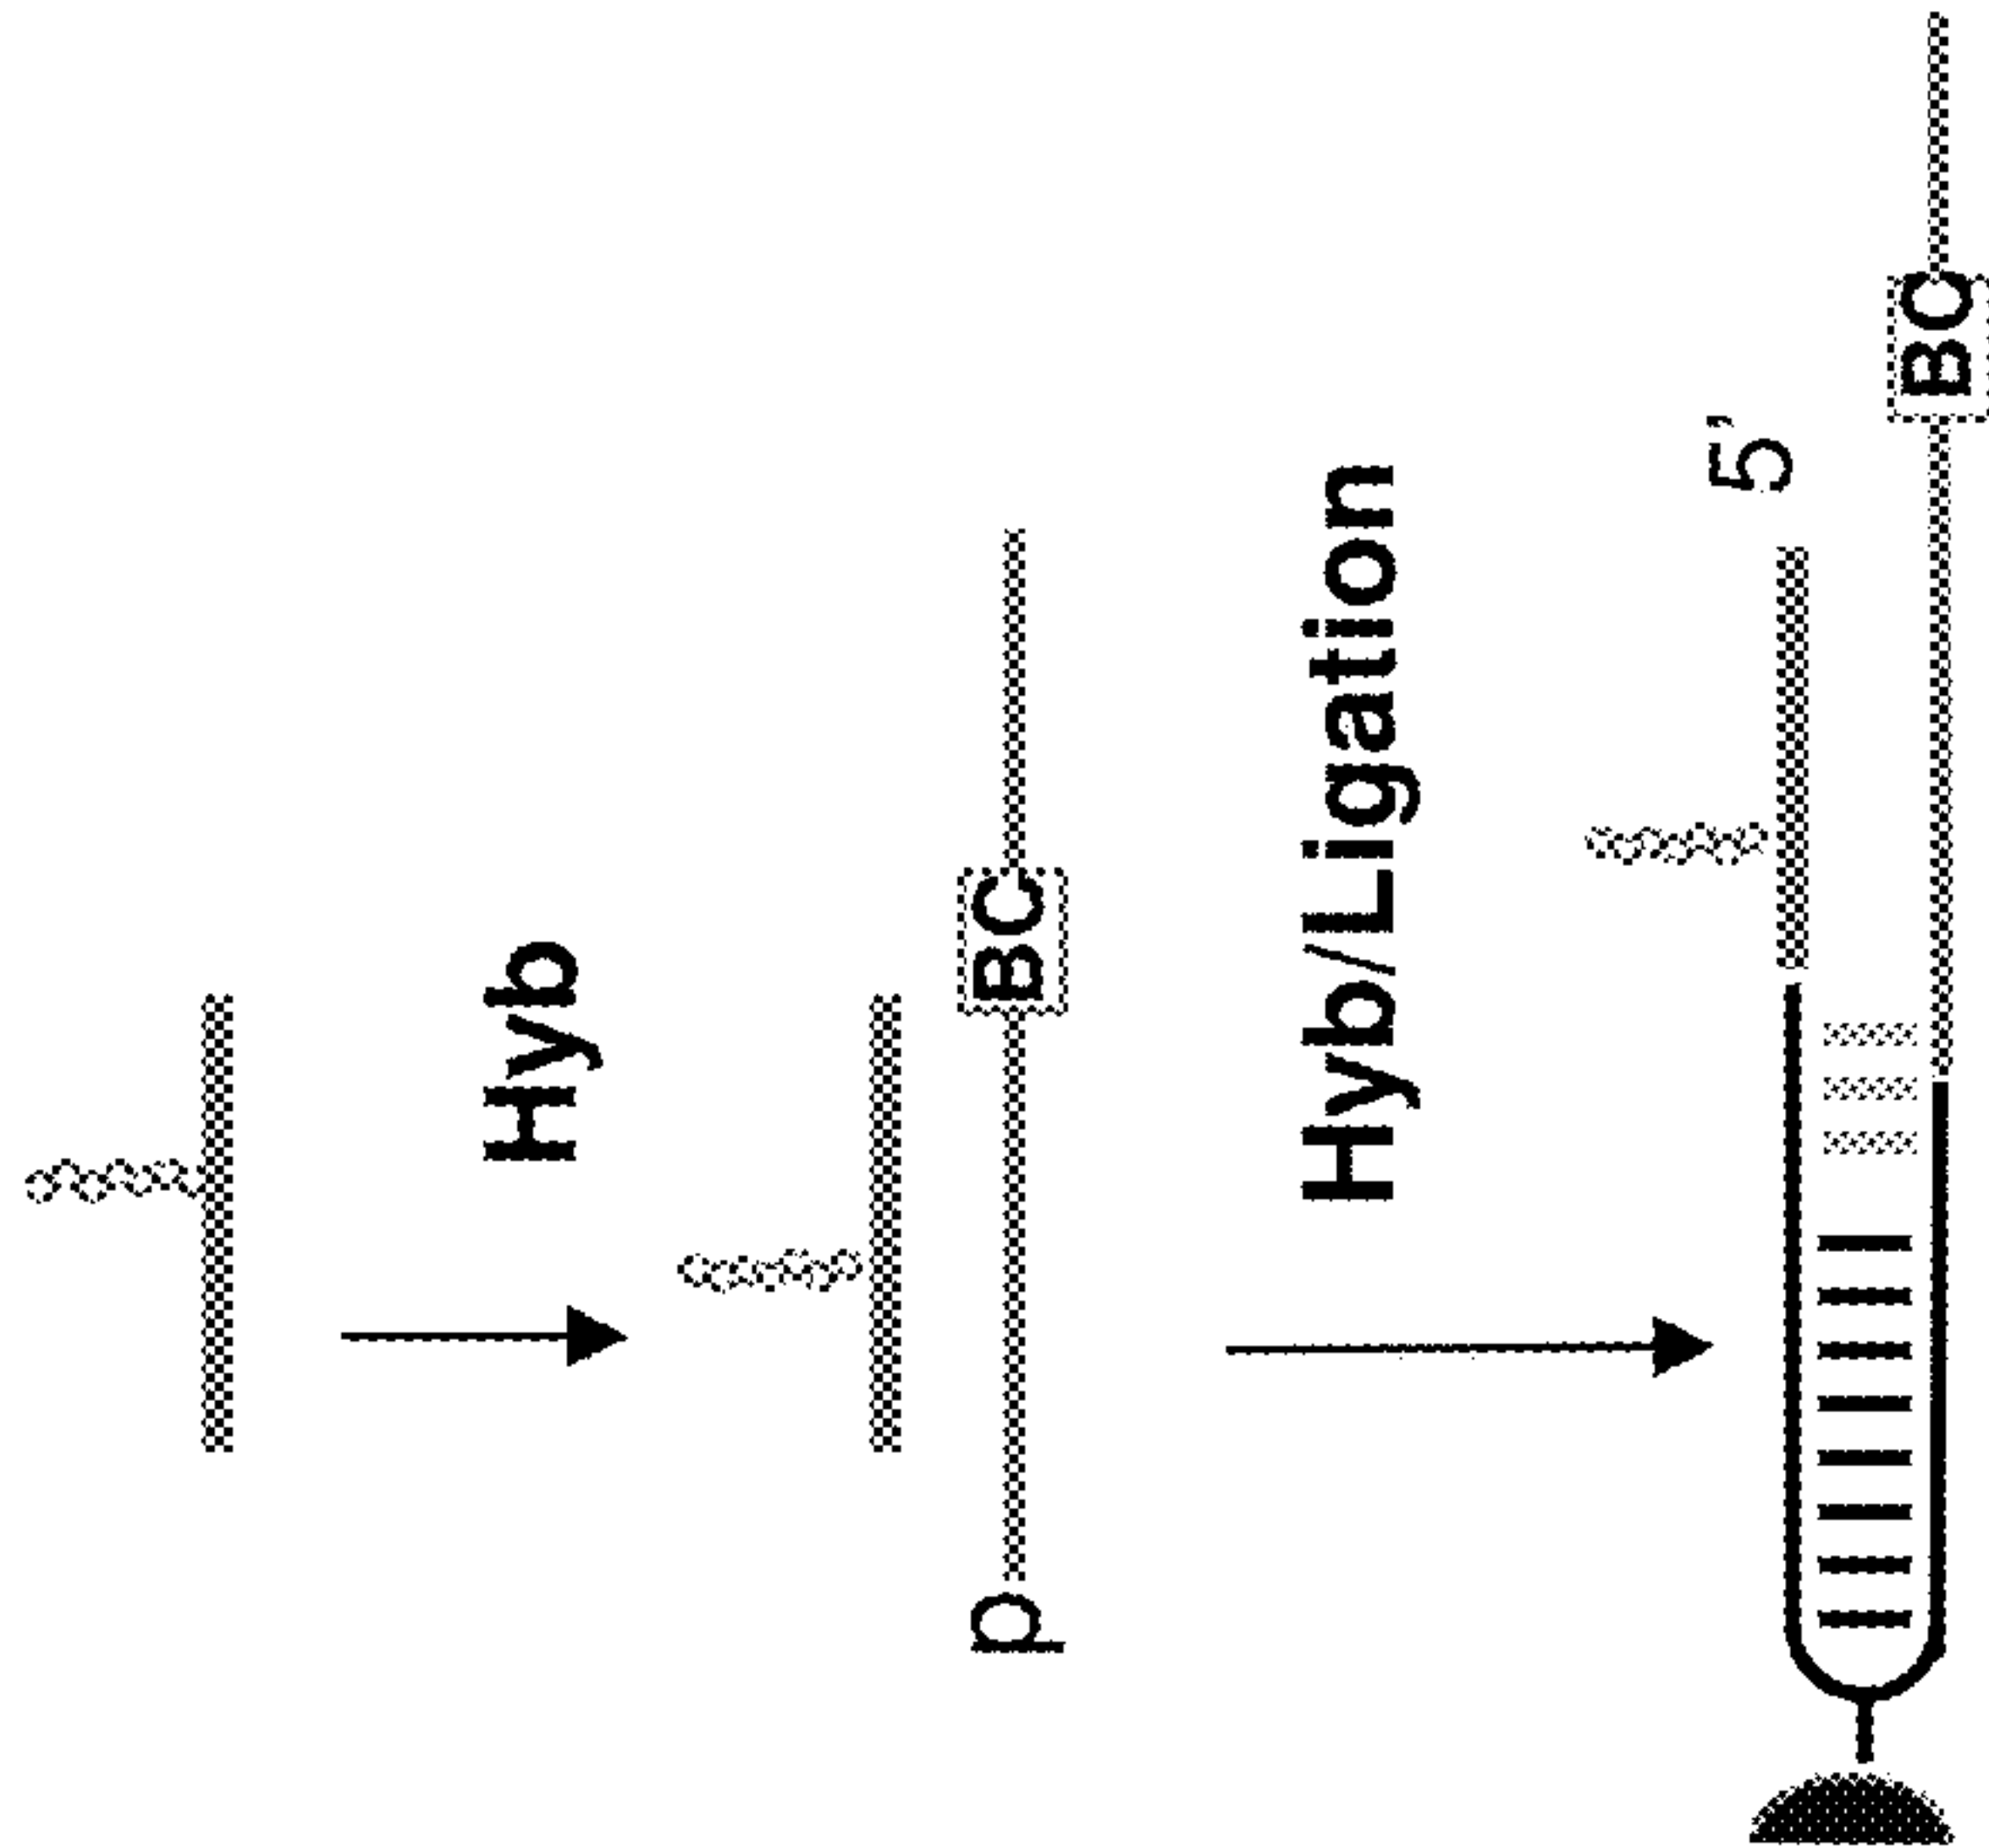 Hyb
BC
p
Hyb/Ligation
5’
BC